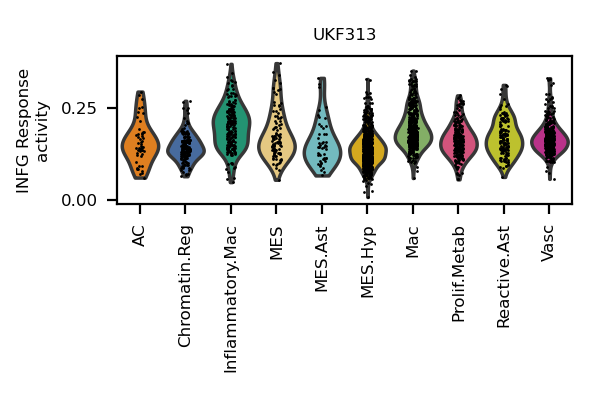 UKF313
INFG Response
activity
0.25
0.00
AC
Chromatin.Reg
Inflammatory.Mac
MES
MES.Ast
MES.Hyp
Mac
Prolif.Metab
Reactive.Ast
Vasc